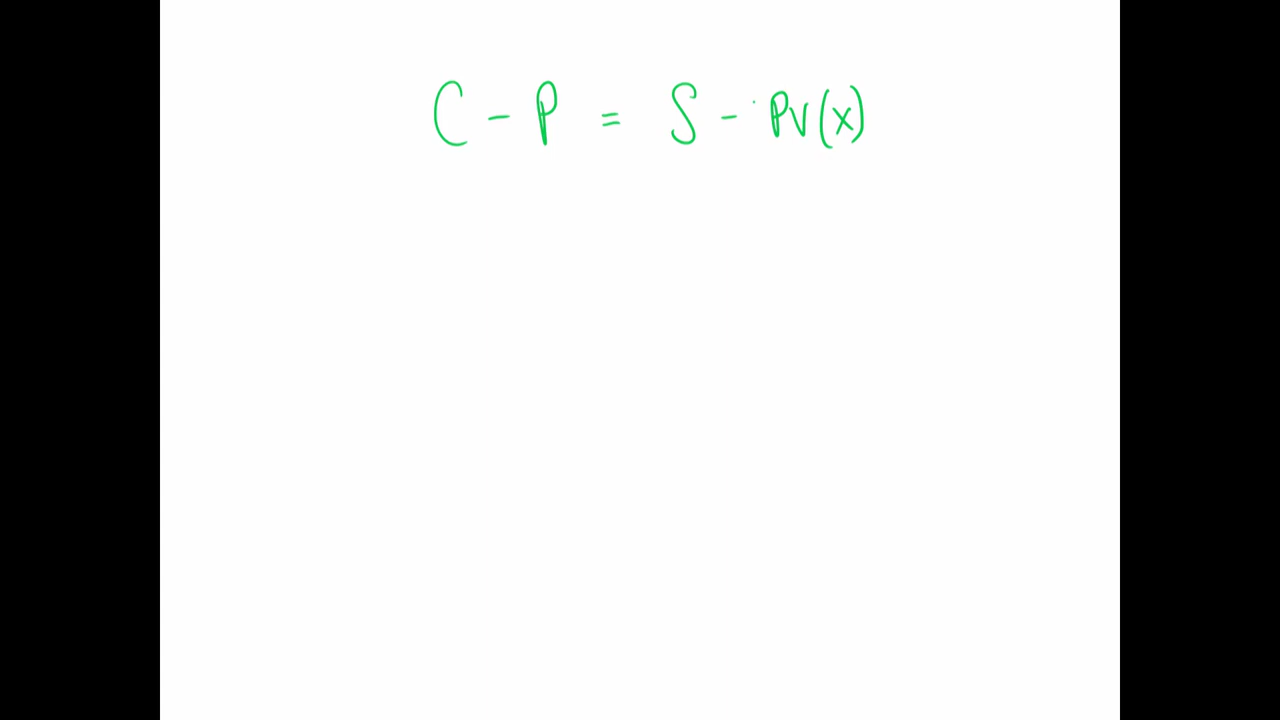 C - P = S - PV(x)